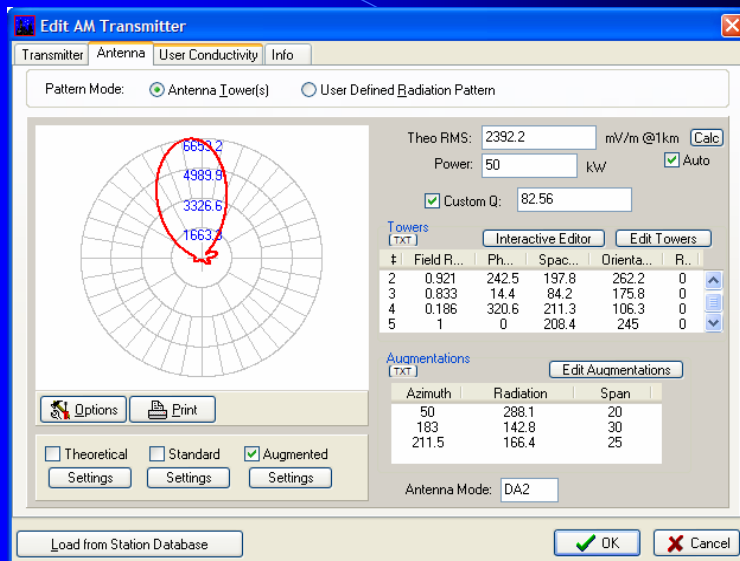 Edit AM Transmitter
Transmitter Antenna User Conductivity Info
Pattern Mode: Antenna Tower(s) User Defined Radiation Pattern
6653.2
4989.9
3326.6
1663.3
Options Print
Theoretical Standard Augmented
Settings Settings Settings
Theo RMS: 2392.2 mV/m @1km Calc
Power: 50 kW Auto
Custom Q: 82.56
Towers
[TXT] Interactive Editor Edit Towers
‡ Field R... Ph... Spac... Orienta... R..
2 0.921 242.5 197.8 262.2 0
3 0.833 14.4 84.2 175.8 0
4 0.186 320.6 211.3 106.3 0
5 1 0 208.4 245 0
Augmentations
[TXT] Edit Augmentations
Azimuth Radiation Span
50 288.1 20
183 142.8 30
211.5 166.4 25
Antenna Mode: DA2
Load from Station Database OK Cancel